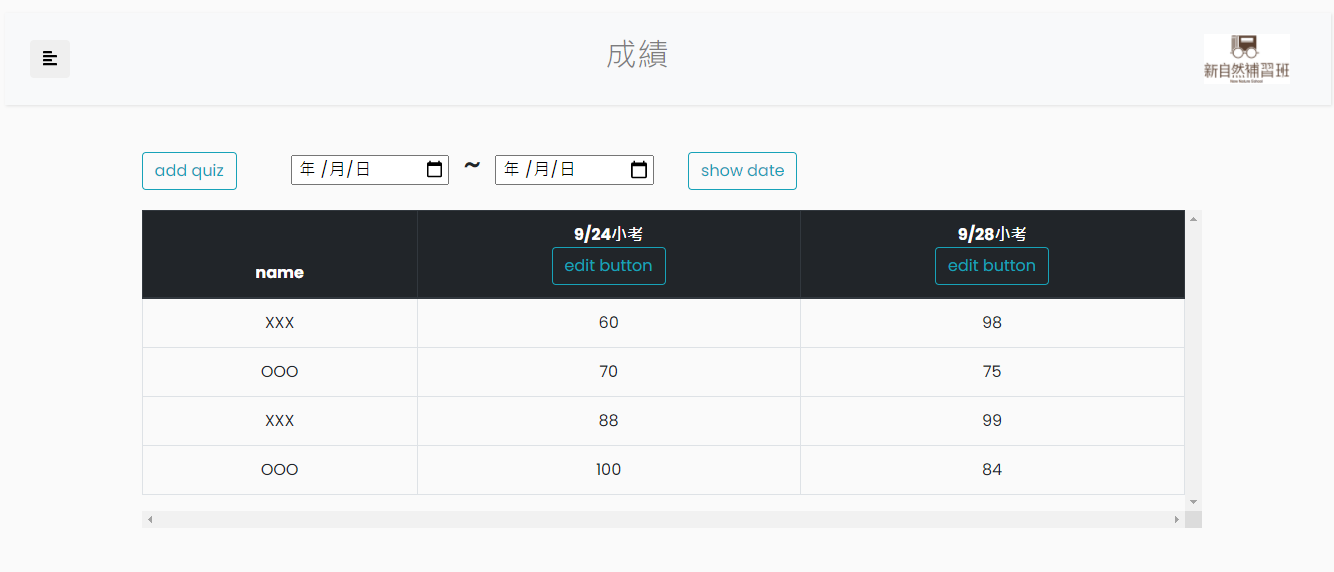 成績
新自然補習班
add quiz 年 /月/日 ~ 年 /月/日 show date
9/24小考 9/28小考
name edit button edit button
XXX 60 98
OOO 70 75
XXX 88 99
OOO 100 84